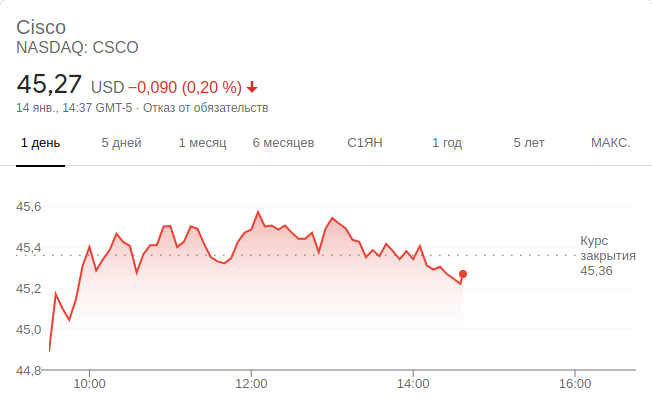 Cisco
NASDAQ: CSCO
45,27 USD −0,090 (0,20 %)
14 янв., 14:37 GMT-5 · Отказ от обязательств
1 день 5 дней 1 месяц 6 месяцев С1ЯН 1 год 5 лет МАКС.
45,6
45,4
45,2
45,0
44,8
Курс
закрытия
45,36
10:00 12:00 14:00 16:00